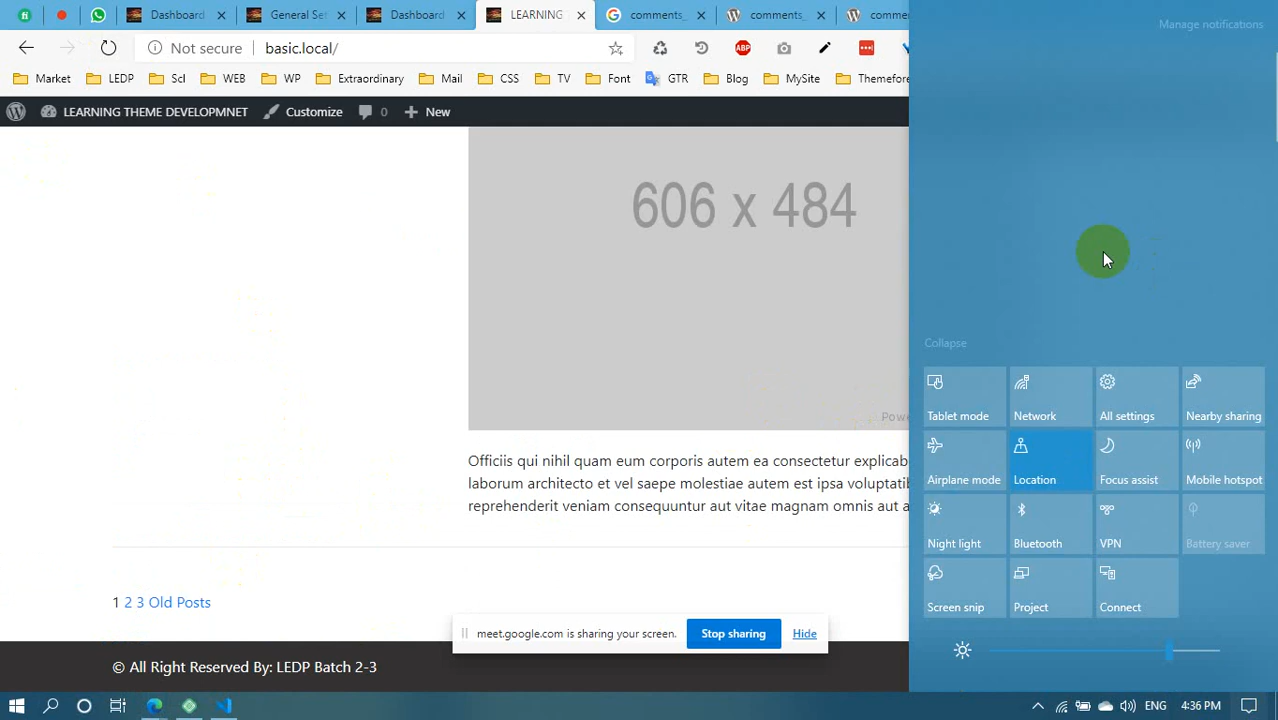 Dashboard
General Se
Dashboard
LEARNING
comments_
comments_
comme
Manage notifications
Not secure
basic.local/
ABP
Market
LEDP
Scl
WEB
WP
Extraordinary
Mail
CSS
TV
Font
GTR
Blog
MySite
Themefore
LEARNING THEME DEVELOPMNET
Customize
0
New
606 x 484
Collapse
Tablet mode
Network
All settings
Nearby sharing
Powe
Airplane mode
Location
Focus assist
Mobile hotspot
Officiis qui nihil quam eum corporis autem ea consectetur explicab
laborum architecto et vel saepe molestiae autem est ipsa voluptati
reprehenderit veniam consequuntur aut vitae magnam omnis aut a
Night light
Bluetooth
VPN
Battery saver
1 2 3 Old Posts
Screen snip
Project
Connect
meet.google.com is sharing your screen.
Stop sharing
Hide
© All Right Reserved By: LEDP Batch 2-3
ENG
4:36 PM